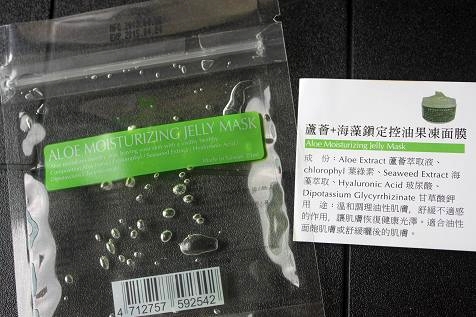 ALOE MOISTURIZING JELLY MASK
Made in Taiwan
4 712757 592542
蘆薈+海藻鎖定控油果凍面膜
Aloe Moisturizing Jelly Mask
成 份：Aloe Extract 蘆薈萃取液、
chlorophyl 葉綠素、Seaweed Extract 海
藻萃取、Hyaluronic Acid 玻尿酸、
Dipotassium Glycyrrhizinate 甘草酸鉀
用 途：溫和調理油性肌膚，舒緩不適感
的作用，讓肌膚恢復健康光澤。適合油性
面皰肌膚或舒緩曬後的肌膚。